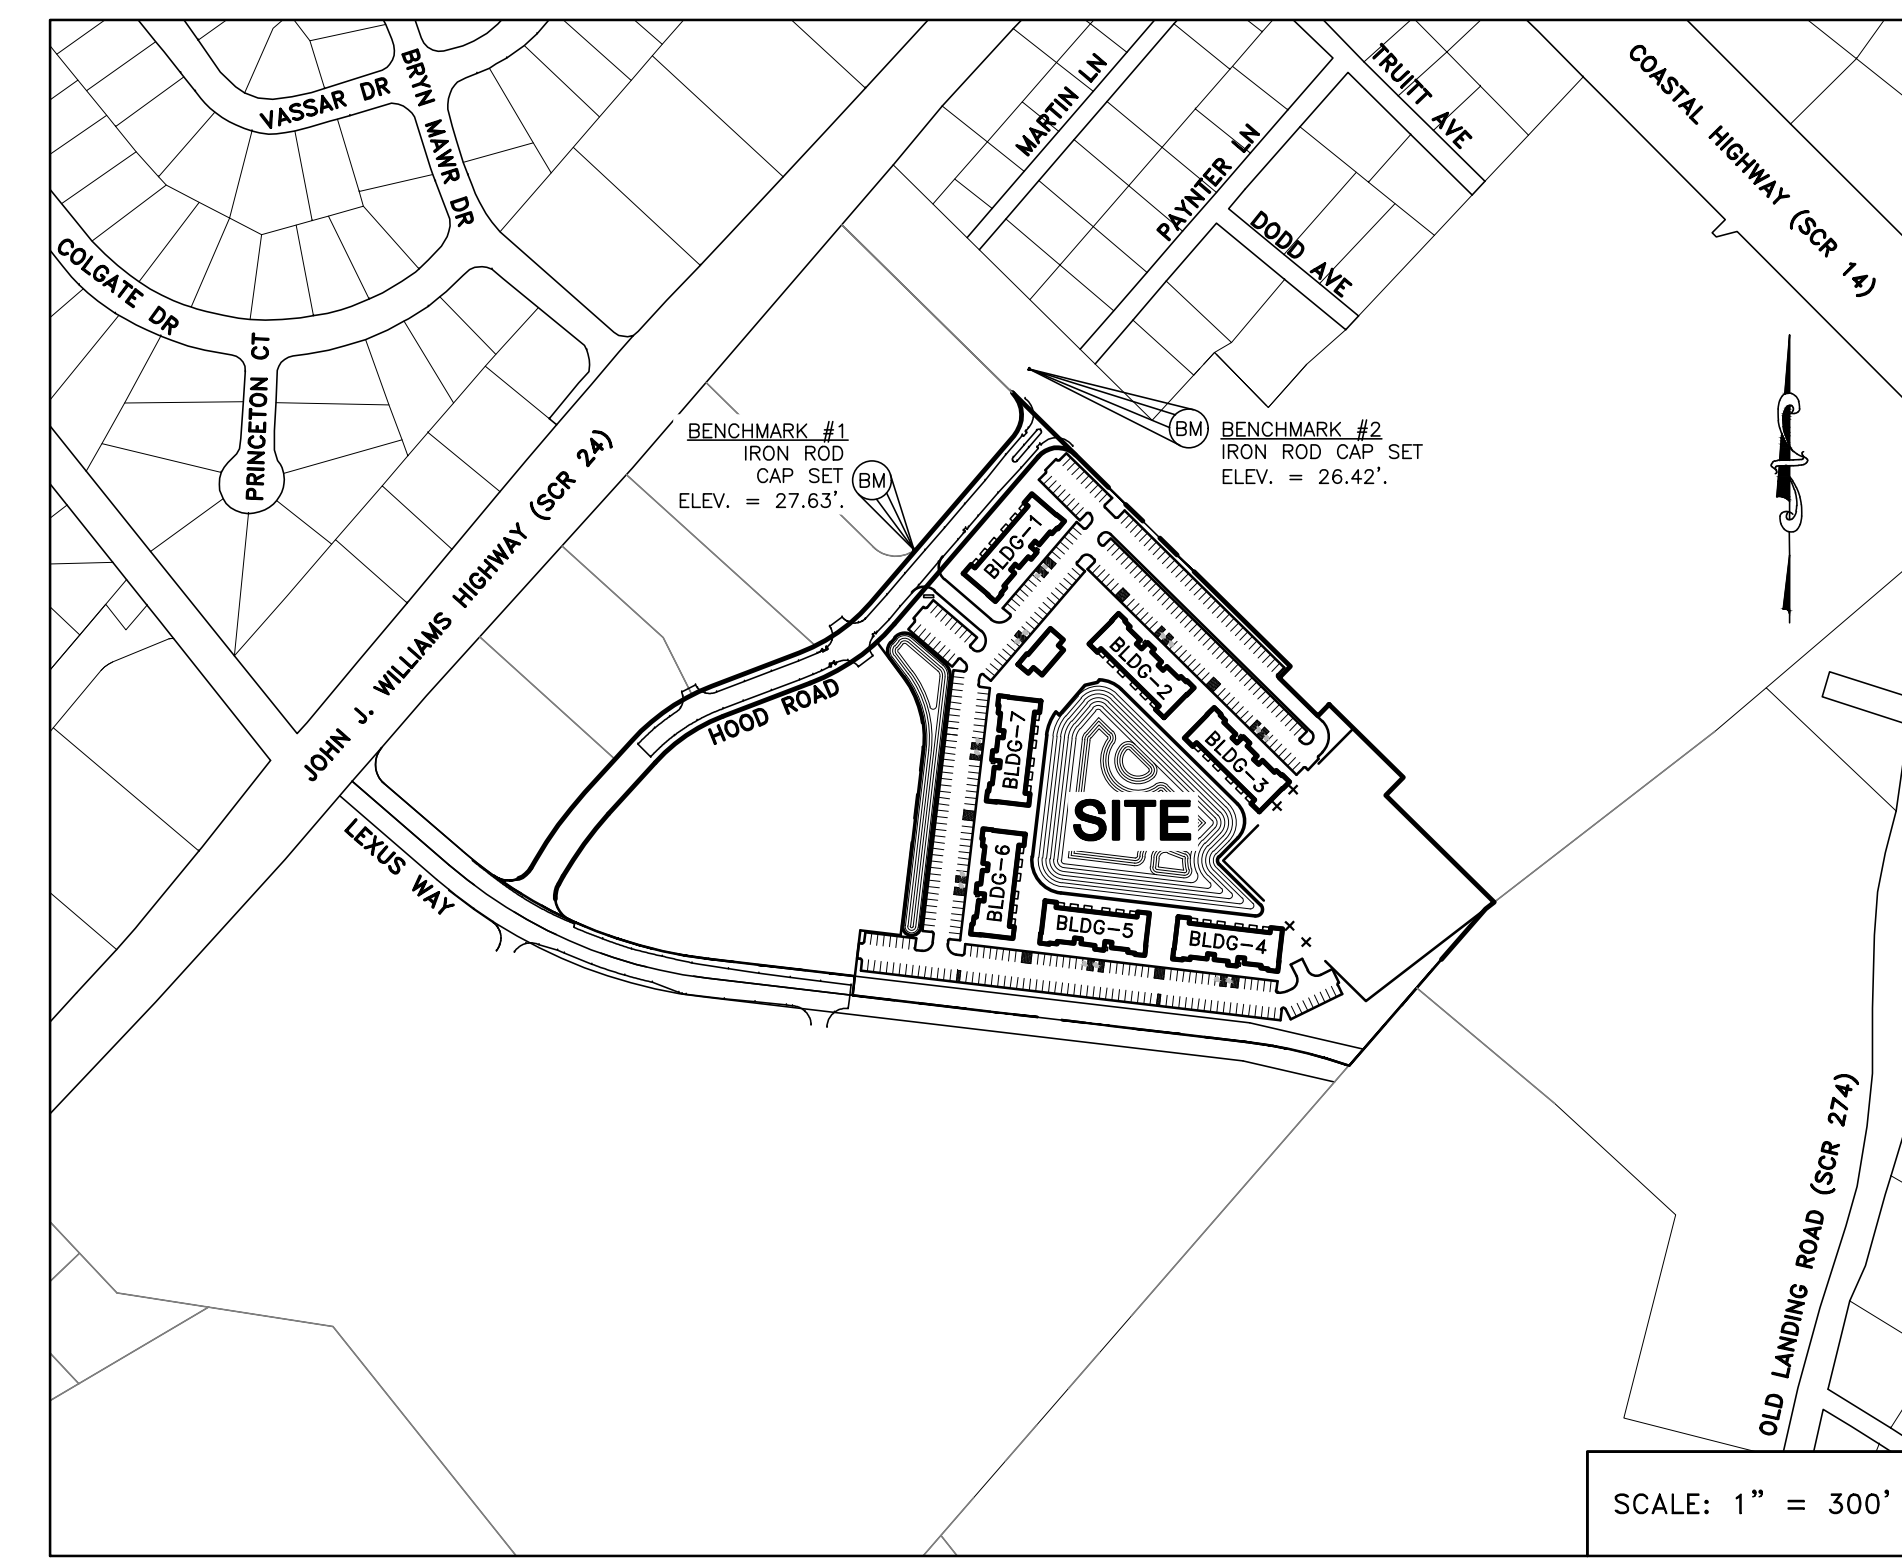 VASSAR DR
BRYN MAWR DR
MARTIN LN
TRUITT AVE
COASTAL HIGHWAY (SCR 14)
PAYNTER LN
DODD AVE
COLGATE DR
PRINCETON CT
BENCHMARK #1
IRON ROD
CAP SET
ELEV. = 27.63'.
BM
BM
BENCHMARK #2
IRON ROD CAP SET
ELEV. = 26.42'.
JOHN J. WILLIAMS HIGHWAY (SCR 24)
BLDG-1
BLDG-2
HOOD ROAD
BLDG-7
BLDG-3
SITE
LEXUS WAY
BLDG-6
BLDG-5
BLDG-4
OLD LANDING ROAD (SCR 274)
SCALE: 1" = 300'